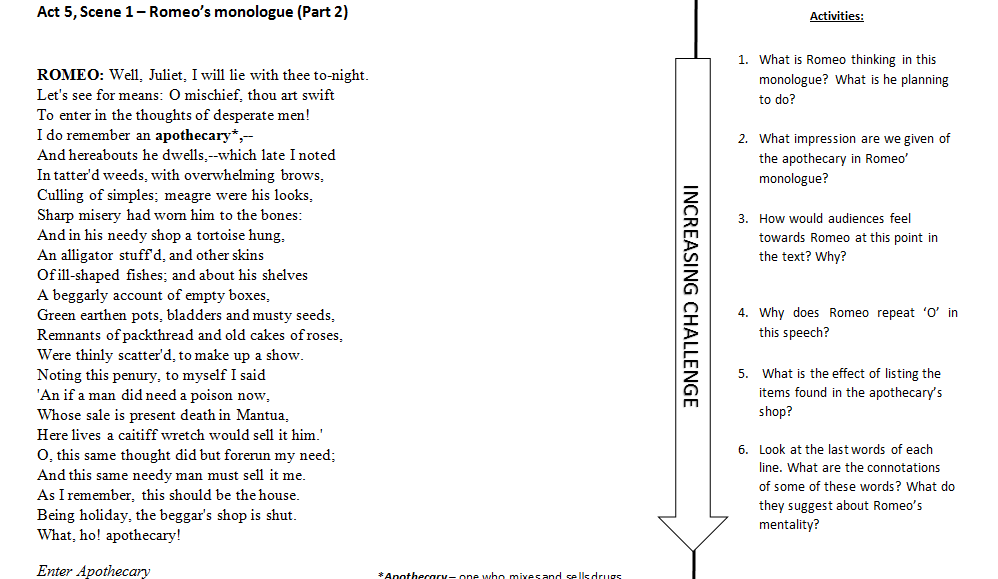 Act 5, Scene 1 – Romeo's monologue (Part 2)
ROMEO: Well, Juliet, I will lie with thee to-night.
Let's see for means: O mischief, thou art swift
To enter in the thoughts of desperate men!
I do remember an apothecary*,--
And hereabouts he dwells,--which late I noted
In tatter'd weeds, with overwhelming brows,
Culling of simples; meagre were his looks,
Sharp misery had worn him to the bones:
And in his needy shop a tortoise hung,
An alligator stuff'd, and other skins
Of ill-shaped fishes; and about his shelves
A beggarly account of empty boxes,
Green earthen pots, bladders and musty seeds,
Remnants of packthread and old cakes of roses,
Were thinly scatter'd, to make up a show.
Noting this penury, to myself I said
'An if a man did need a poison now,
Whose sale is present death in Mantua,
Here lives a caitiff wretch would sell it him.'
O, this same thought did but forerun my need;
And this same needy man must sell it me.
As I remember, this should be the house.
Being holiday, the beggar's shop is shut.
What, ho! apothecary!
Enter Apothecary
*Apothecary – one who mixes and sells drugs
INCREASING CHALLENGE
Activities:
1. What is Romeo thinking in this
monologue? What is he planning
to do?
2. What impression are we given of
the apothecary in Romeo'
monologue?
3. How would audiences feel
towards Romeo at this point in
the text? Why?
4. Why does Romeo repeat 'O' in
this speech?
5. What is the effect of listing the
items found in the apothecary's
shop?
6. Look at the last words of each
line. What are the connotations
of some of these words? What do
they suggest about Romeo's
mentality?